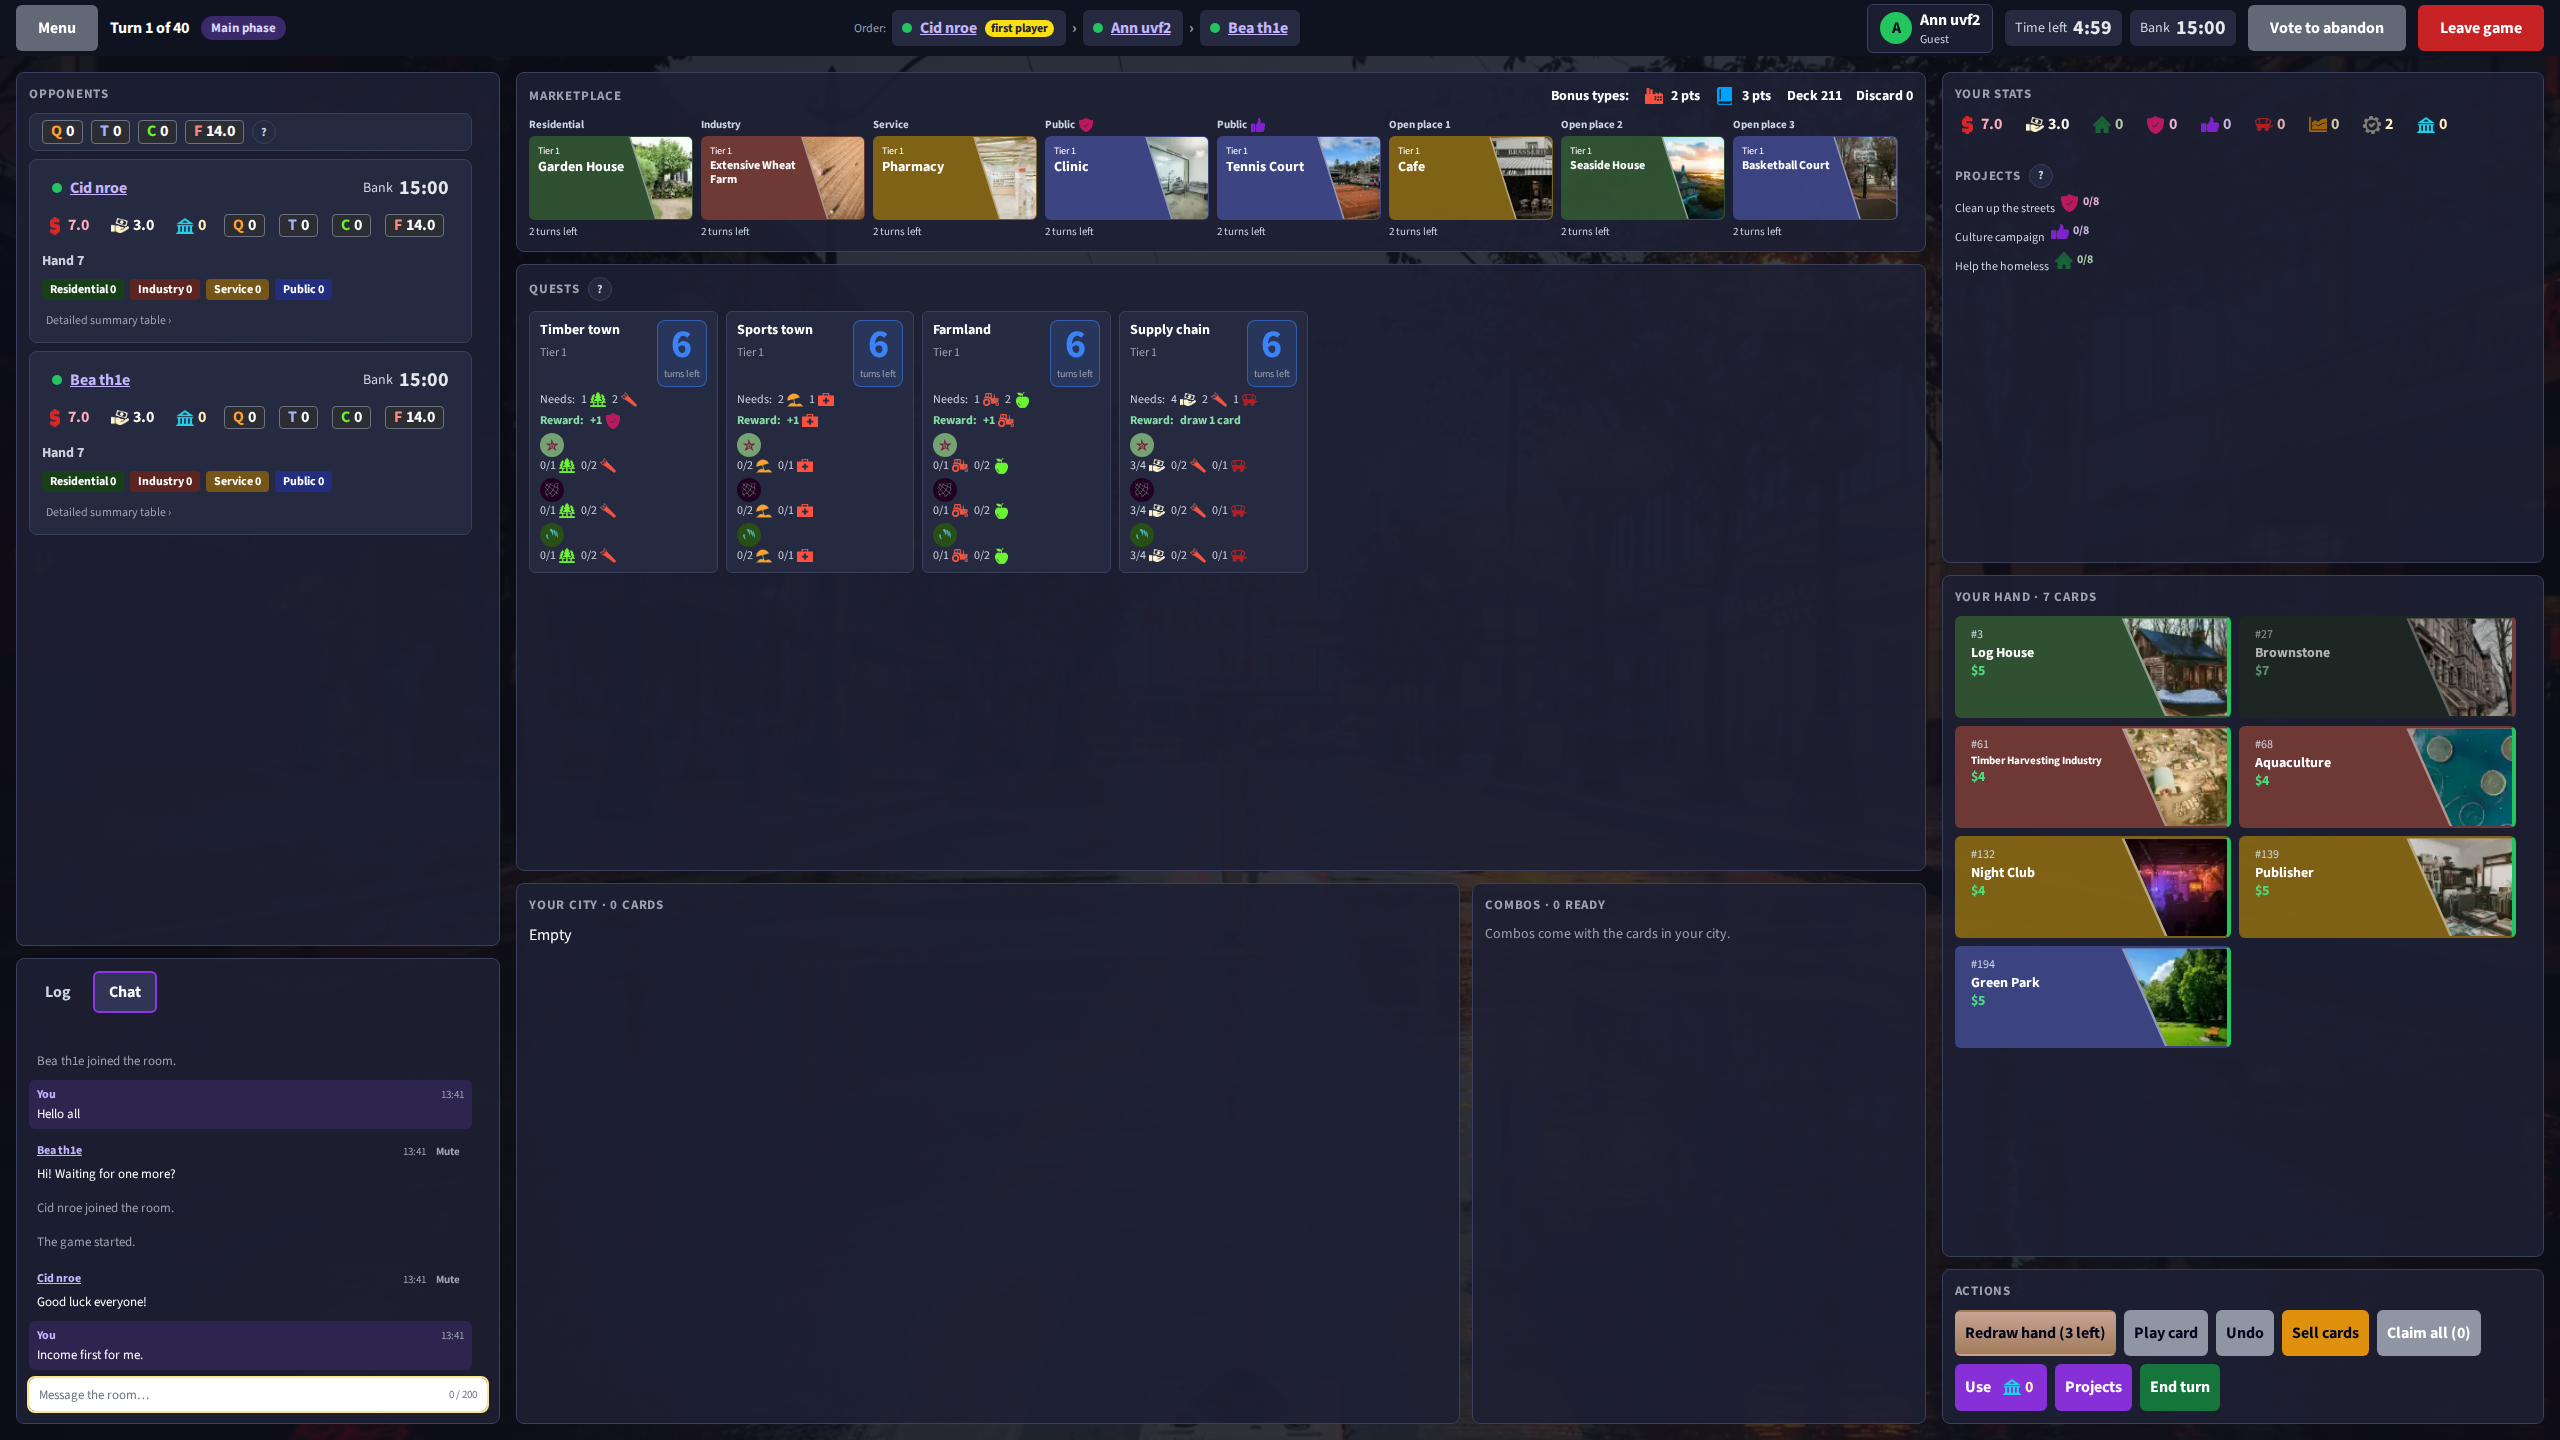 Menu
Turn 1 of 40
Main phase
Order:
Cid nroe
first player
›
Ann uvf2
›
Bea th1e
A
Ann uvf2
Guest
Time left 4:59
Bank 15:00
Vote to abandon
Leave game
OPPONENTS
Q 0
T 0
C 0
F 14.0
?
Cid nroe
Bank 15:00
7.0
3.0
0
Q 0
T 0
C 0
F 14.0
Hand 7
Residential 0
Industry 0
Service 0
Public 0
Detailed summary table ›
Bea th1e
Bank 15:00
7.0
3.0
0
Q 0
T 0
C 0
F 14.0
Hand 7
Residential 0
Industry 0
Service 0
Public 0
Detailed summary table ›
Log
Chat
Bea th1e joined the room.
You
13:41
Hello all
Bea th1e
13:41
Mute
Hi! Waiting for one more?
Cid nroe joined the room.
The game started.
Cid nroe
13:41
Mute
Good luck everyone!
You
13:41
Income first for me.
Message the room…
0 / 200
MARKETPLACE
Bonus types:
2 pts
3 pts
Deck 211
Discard 0
Residential
Tier 1
Garden House
2 turns left
Industry
Tier 1
Extensive Wheat
Farm
2 turns left
Service
Tier 1
Pharmacy
2 turns left
Public
Tier 1
Clinic
2 turns left
Public
Tier 1
Tennis Court
2 turns left
Open place 1
Tier 1
Cafe
BRASSERIE
2 turns left
Open place 2
Tier 1
Seaside House
2 turns left
Open place 3
Tier 1
Basketball Court
2 turns left
QUESTS
?
Timber town
Tier 1
6
turns left
Needs: 1 2
Reward: +1
0/1 0/2
0/1 0/2
0/1 0/2
Sports town
Tier 1
6
turns left
Needs: 2 1
Reward: +1
0/2 0/1
0/2 0/1
0/2 0/1
Farmland
Tier 1
6
turns left
Needs: 1 2
Reward: +1
0/1 0/2
0/1 0/2
0/1 0/2
Supply chain
Tier 1
6
turns left
Needs: 4 2 1
Reward: draw 1 card
3/4 0/2 0/1
3/4 0/2 0/1
3/4 0/2 0/1
YOUR CITY · 0 CARDS
Empty
COMBOS · 0 READY
Combos come with the cards in your city.
YOUR STATS
7.0
3.0
0
0
0
0
0
2
0
PROJECTS
?
Clean up the streets 0/8
Culture campaign 0/8
Help the homeless 0/8
YOUR HAND · 7 CARDS
#3
Log House
$5
#27
Brownstone
$7
#61
Timber Harvesting Industry
$4
#68
Aquaculture
$4
#132
Night Club
$4
#139
Publisher
$5
#194
Green Park
$5
ACTIONS
Redraw hand (3 left)
Play card
Undo
Sell cards
Claim all (0)
Use 0
Projects
End turn